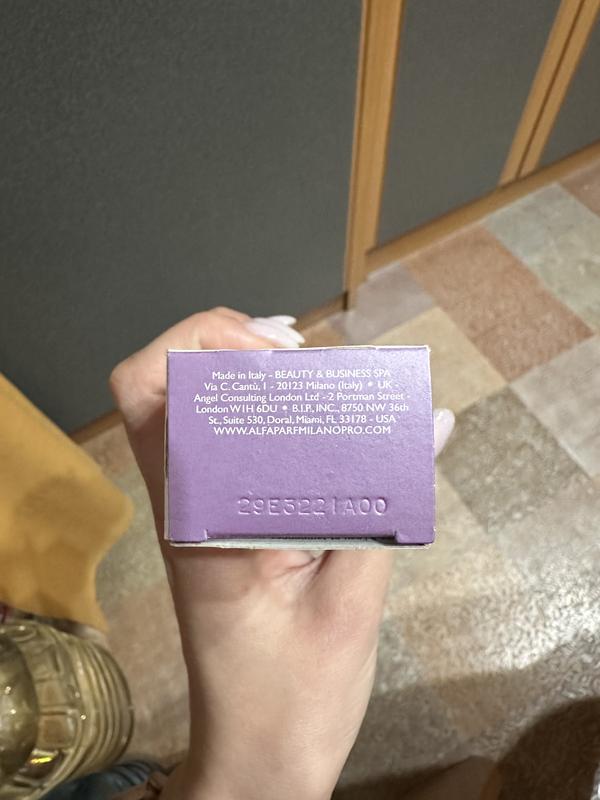 Made in Italy - BEAUTY & BUSINESS SPA
Via C. Cantù, 1 - 20123 Milano (Italy) • UK -
Angel Consulting London Ltd - 2 Portman Street -
London W1H 6DU • B.I.P., INC., 8750 NW 36th
St., Suite 530, Doral, Miami, FL 33178 - USA
WWW.ALFAPARFMILANOPRO.COM
29E3221A00